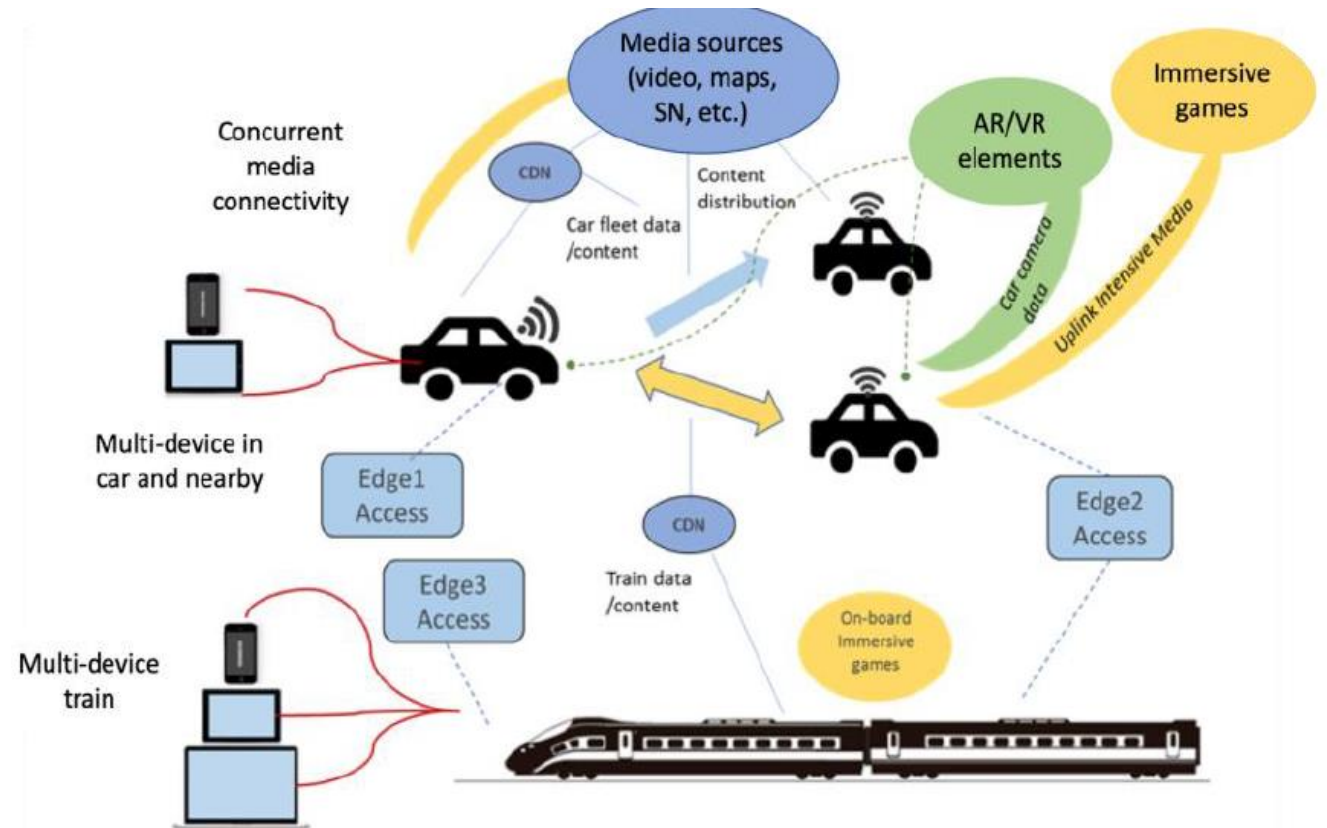 Media sources
(video, maps,
SN, etc.)
Immersive
games
AR/VR
elements
Concurrent
media
connectivity
CDN
Content
distribution
Car fleet data
/content
Car camera
data
Uplink Intensive Media
Multi-device in
car and nearby
Edge1
Access
Edge2
Access
CDN
Edge3
Access
Train data
/content
On-board
Immersive
games
Multi-device
train